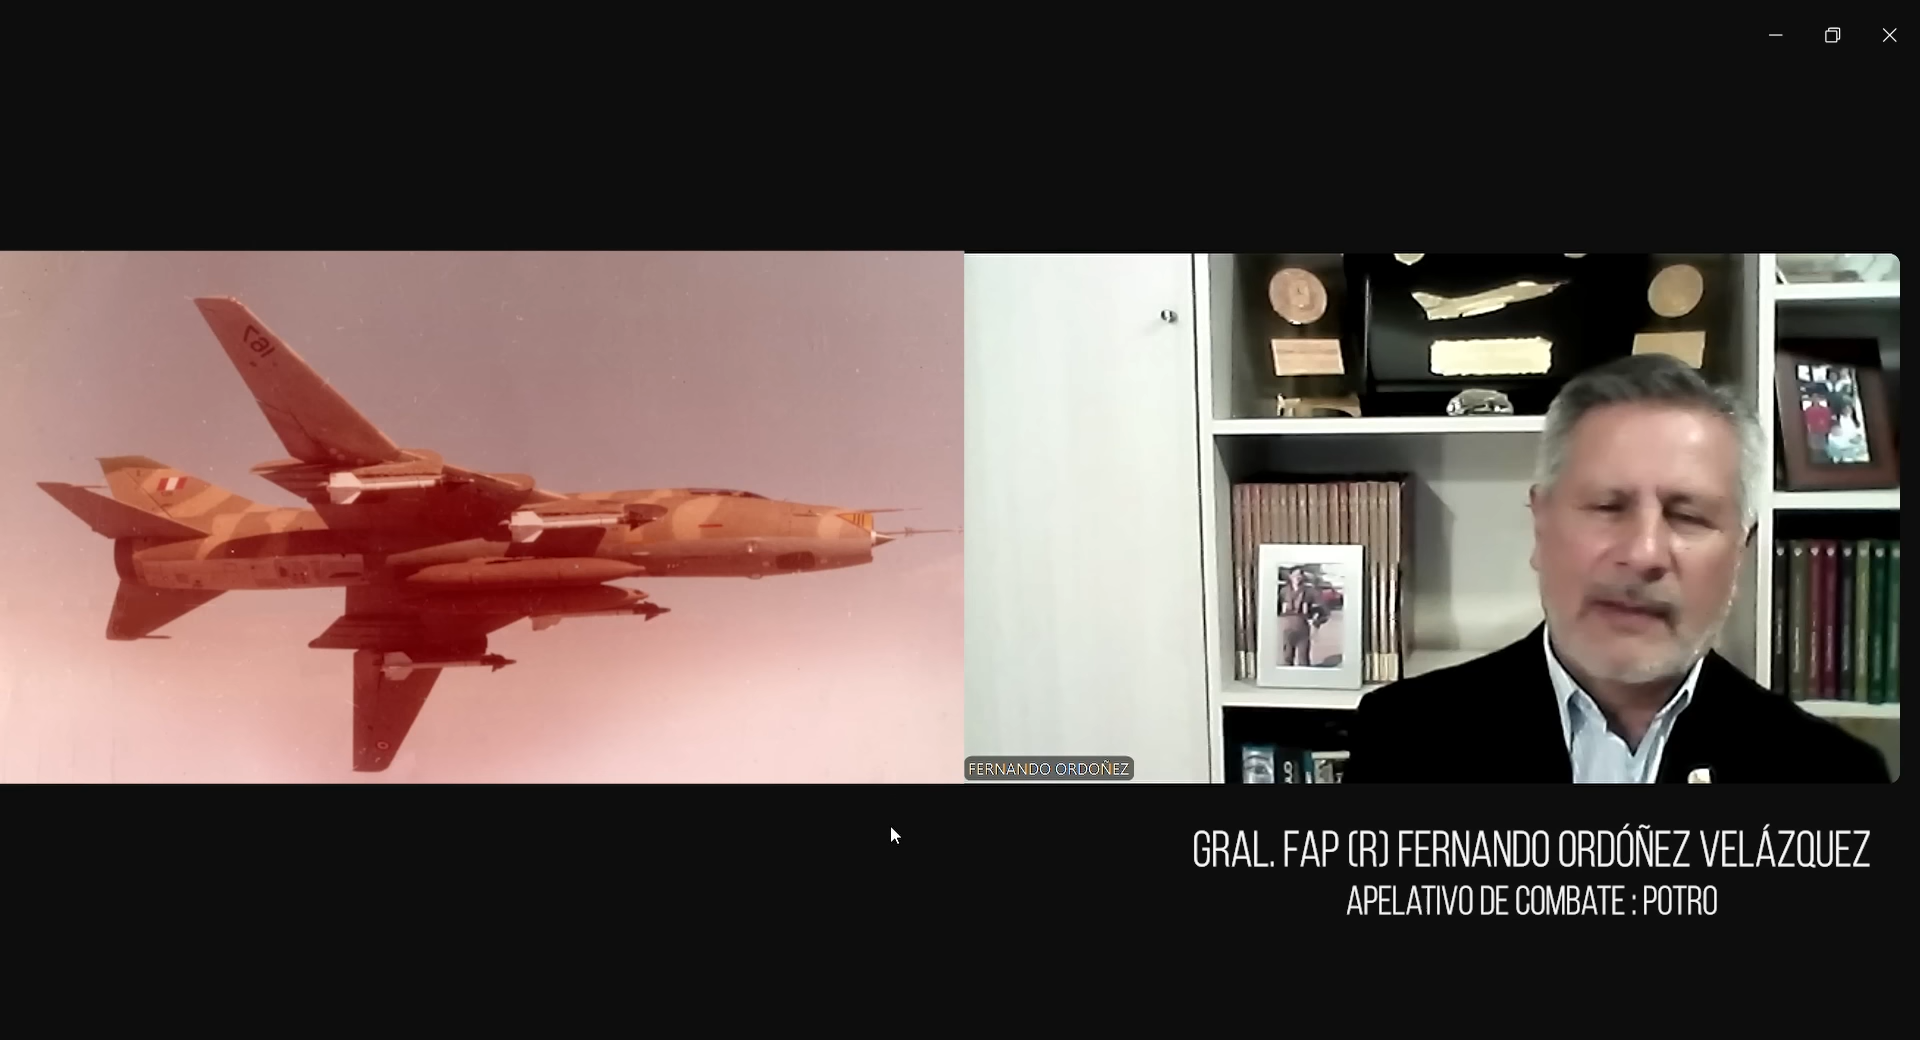 FERNANDO ORDOÑEZ
GRAL. FAP (R) FERNANDO ORDÓÑEZ VELÁZQUEZ
APELATIVO DE COMBATE : POTRO